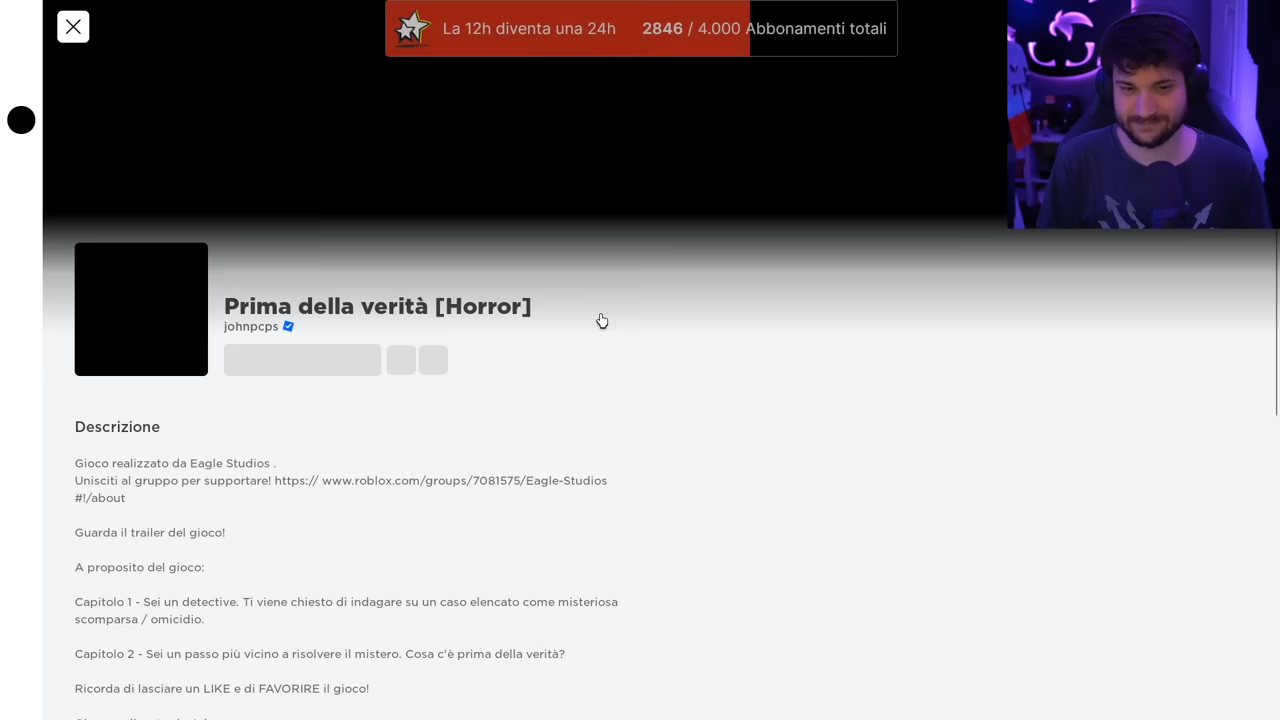 La 12h diventa una 24h 2846 / 4.000 Abbonamenti totali
Prima della verità [Horror]
johnpcps
Descrizione
Gioco realizzato da Eagle Studios .
Unisciti al gruppo per supportare! https:// www.roblox.com/groups/7081575/Eagle-Studios
#!/about
Guarda il trailer del gioco!
A proposito del gioco:
Capitolo 1 - Sei un detective. Ti viene chiesto di indagare su un caso elencato come misteriosa
scomparsa / omicidio.
Capitolo 2 - Sei un passo più vicino a risolvere il mistero. Cosa c'è prima della verità?
Ricorda di lasciare un LIKE e di FAVORIRE il gioco!